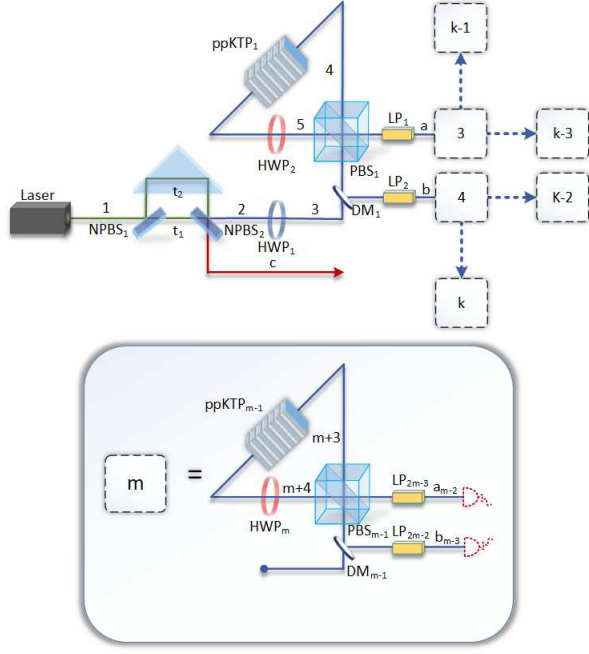 k-1
ppKTP1
4
5
LP1
a
3
k-3
HWP2
PBS1
Laser
t2
LP2
b
4
K-2
1
2
3
DM1
NPBS1
t1
NPBS2
HWP1
c
k
ppKTPm-1
m+3
m
=
m+4
LP2m-3
am-2
HWPm
PBSm-1
LP2m-2
bm-3
DMm-1